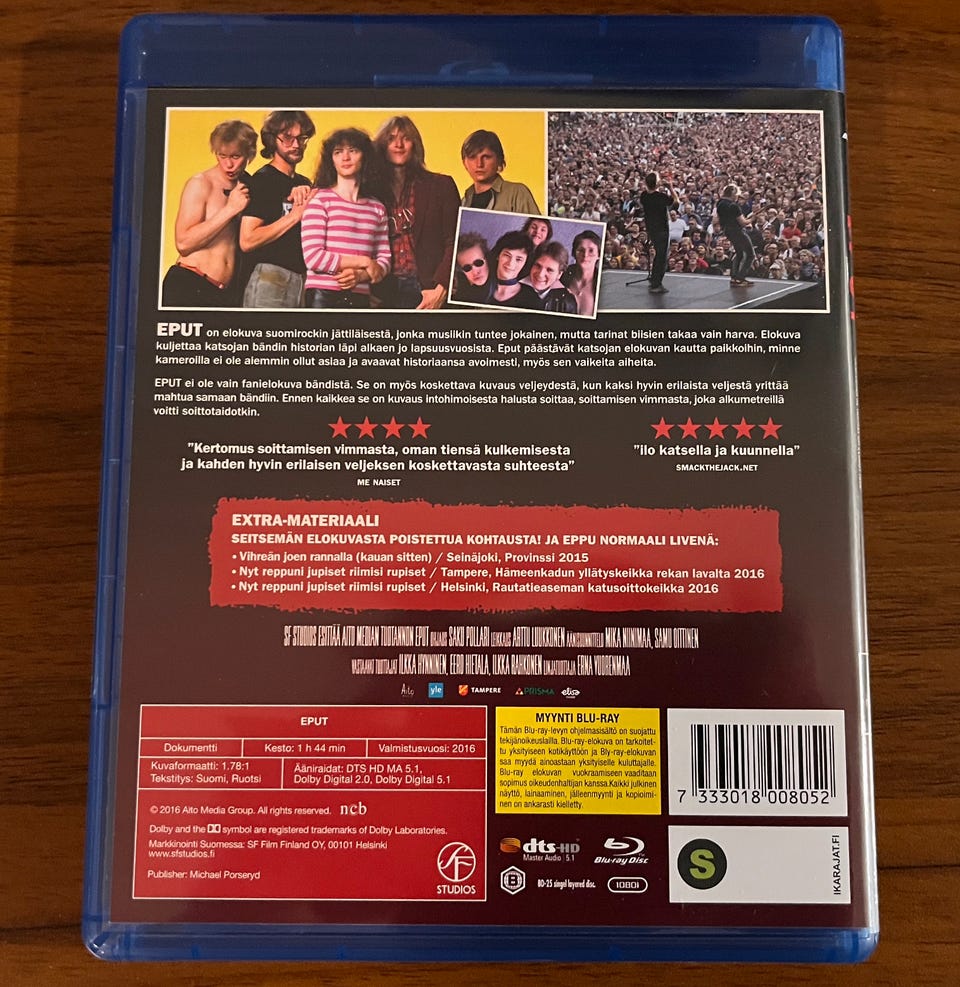 EPUT on elokuva suomirockin jättiläisestä, jonka musiikin tuntee jokainen, mutta tarinat biisien takaa vain harva. Elokuva
kuljettaa katsojan bändin historian läpi alkaen jo lapsuusvuosista. Eput päästävät katsojan elokuvan kautta paikkoihin, minne
kameroilla ei ole aiemmin ollut asiaa ja avaavat historiaansa avoimesti, myös sen vaikeita aiheita.
EPUT ei ole vain fanielokuva bändistä. Se on myös koskettava kuvaus veljeydestä, kun kaksi hyvin erilaista veljestä yrittää
mahtua samaan bändiin. Ennen kaikkea se on kuvaus intohimoisesta halusta soittaa, soittamisen vimmasta, joka alkumetreillä
voitti soittotaidotkin.
”Kertomus soittamisen vimmasta, oman tiensä kulkemisesta
ja kahden hyvin erilaisen veljeksen koskettavasta suhteesta”
ME NAISET
”ilo katsella ja kuunnella”
SMACKTHEJACK.NET
EXTRA-MATERIAALI
SEITSEMÄN ELOKUVASTA POISTETTUA KOHTAUSTA! JA EPPU NORMAALI LIVENÄ:
• Vihreän joen rannalla (kauan sitten) / Seinäjoki, Provinssi 2015
• Nyt reppuni jupiset riimisi rupiset / Tampere, Hämeenkadun yllätyskeikka rekan lavalta 2016
• Nyt reppuni jupiset riimisi rupiset / Helsinki, Rautatieaseman katusoittokeikka 2016
SF STUDIOS ESITTÄÄ AITO MEDIAN TUOTANNON EPUT OHJAUS SAKU POLLARI LEIKKAUS ARTTU LUUKKONEN ÄÄNISUUNNITTELU MIKA NIINIMAA, SAMU OITTINEN
VASTAAVAT TUOTTAJAT ILKKA HYNNINEN, EERO HIETALA, ILKKA RAHKONEN LINJATUOTTAJA ERNA VUORENMAA
Aito yle TAMPERE PRISMA elisa
EPUT
Dokumentti
Kesto: 1 h 44 min
Valmistusvuosi: 2016
Kuvaformaatti: 1.78:1
Tekstitys: Suomi, Ruotsi
Ääniraidat: DTS HD MA 5.1,
Dolby Digital 2.0, Dolby Digital 5.1
© 2016 Aito Media Group. All rights reserved. ncb
Dolby and the symbol are registered trademarks of Dolby Laboratories.
Markkinointi Suomessa: SF Film Finland OY, 00101 Helsinki
www.sfstudios.fi
Publisher: Michael Porseryd
SF
STUDIOS
MYYNTI BLU-RAY
Tämän Blu-ray-levyn ohjelmasisältö on suojattu
tekijänoikeuslailla. Blu-ray-elokuva on tarkoitet-
tu yksityiseen kotikäyttöön ja Bly-ray-elokuvan
saa myydä ainoastaan yksityiselle kuluttajalle.
Blu-ray elokuvan vuokraamiseen vaaditaan
sopimus oikeudenhaltijan kanssa.Kaikki julkinen
näyttö, lainaaminen, jälleenmyynti ja kopioimi-
nen on ankarasti kielletty.
dts-HD
Master Audio 5.1
Blu-ray Disc
B
BD-25 singel layered disc.
1080i
7 333018 008052
S
IKARAJAT.FI